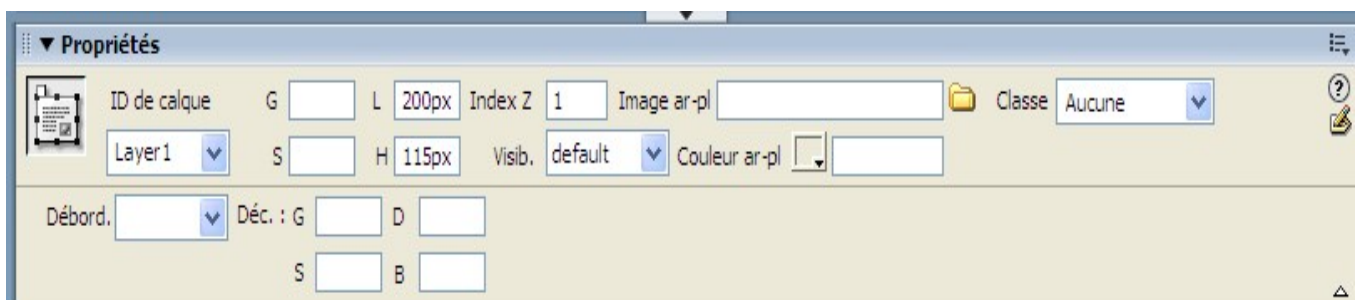 Propriétés
ID de calque G L 200px Index Z 1 Image ar-pl Classe Aucune
Layer1 S H 115px Visib. default Couleur ar-pl
Débord. Déc. : G D
S B